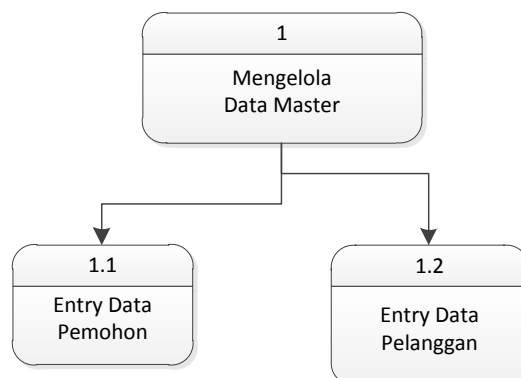 1
Mengelola
Data Master
1.1
Entry Data
Pemohon
1.2
Entry Data
Pelanggan